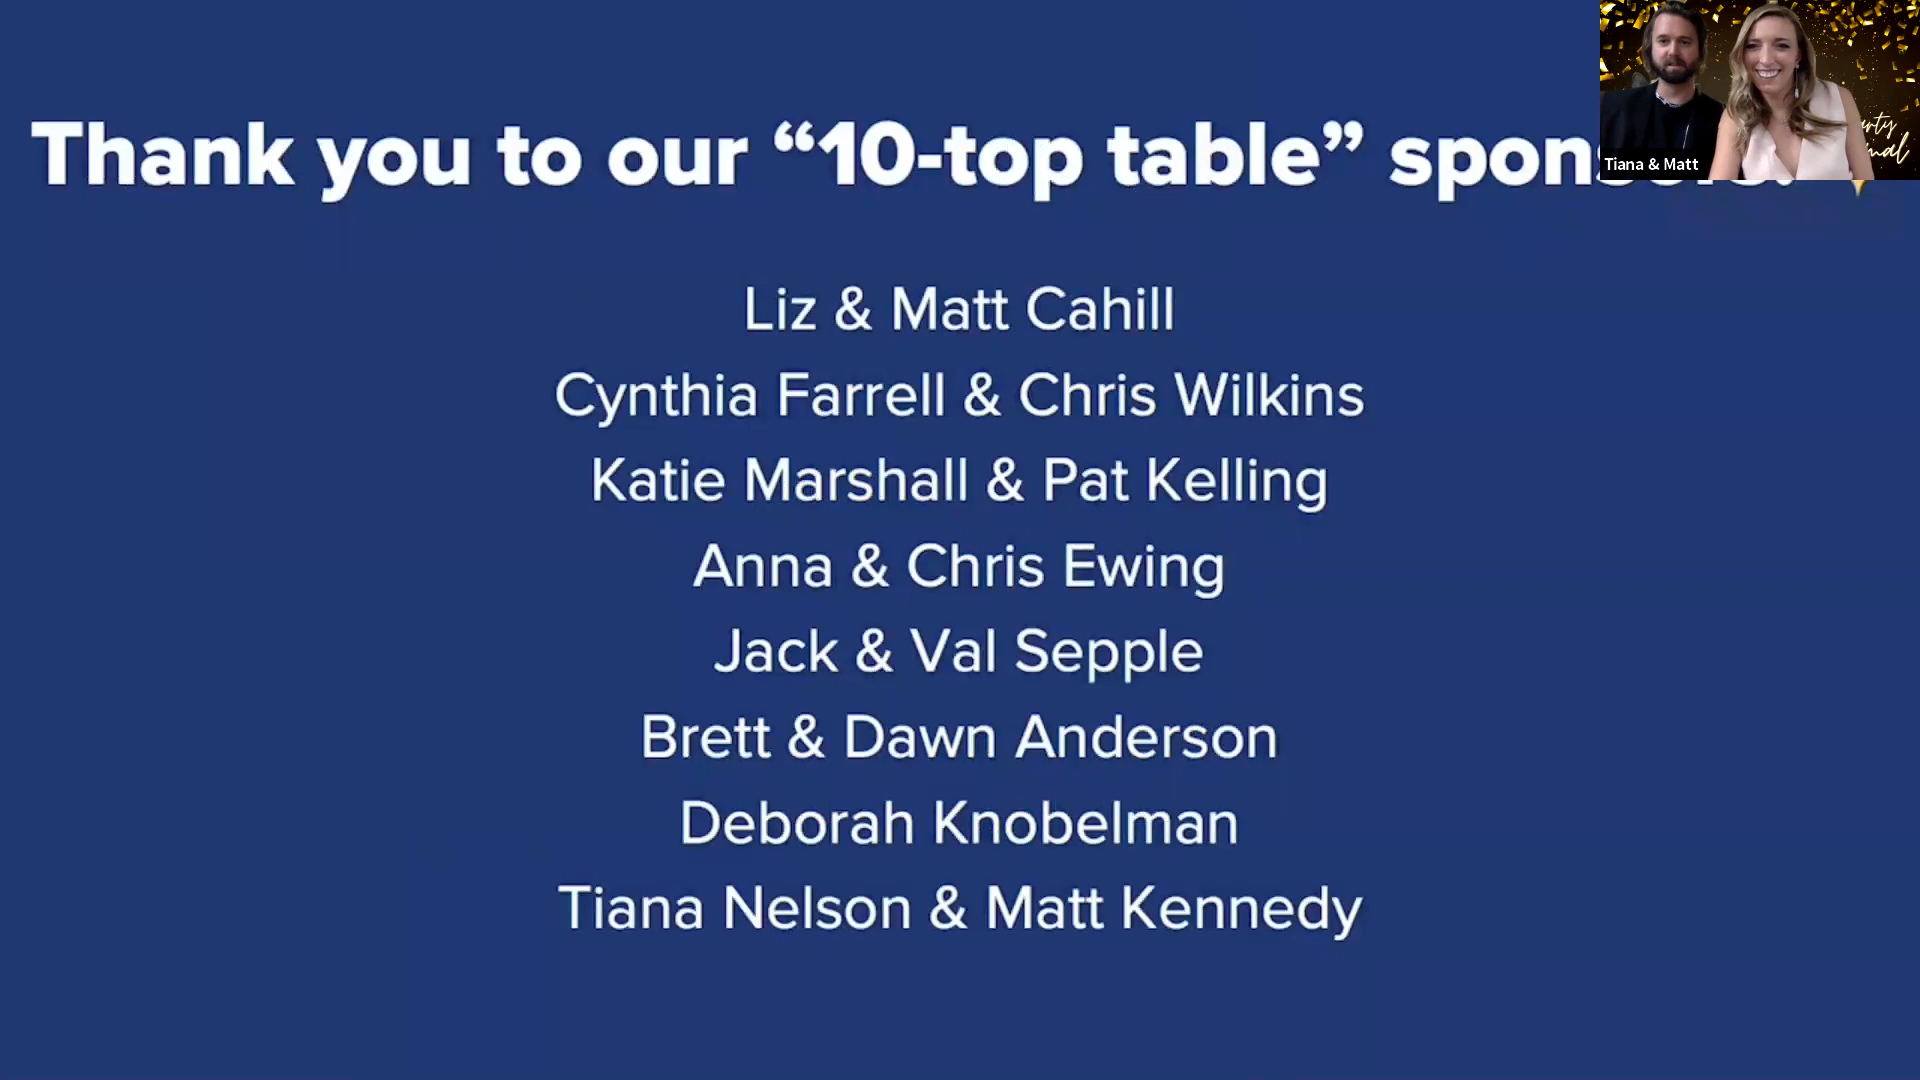 Thank you to our “10-top table”
Tiana & Matt
Liz & Matt Cahill
Cynthia Farrell & Chris Wilkins
Katie Marshall & Pat Kelling
Anna & Chris Ewing
Jack & Val Sepple
Brett & Dawn Anderson
Deborah Knobelman
Tiana Nelson & Matt Kennedy